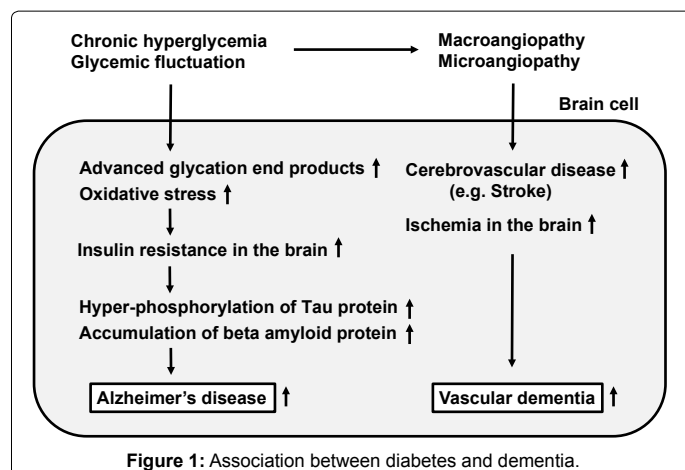 Chronic hyperglycemia
Glycemic fluctuation
Macroangiopathy
Microangiopathy
Brain cell
Advanced glycation end products
Oxidative stress
Insulin resistance in the brain
Hyper-phosphorylation of Tau protein
Accumulation of beta amyloid protein
Alzheimer's disease
Cerebrovascular disease
(e.g. Stroke)
Ischemia in the brain
Vascular dementia
Figure 1: Association between diabetes and dementia.